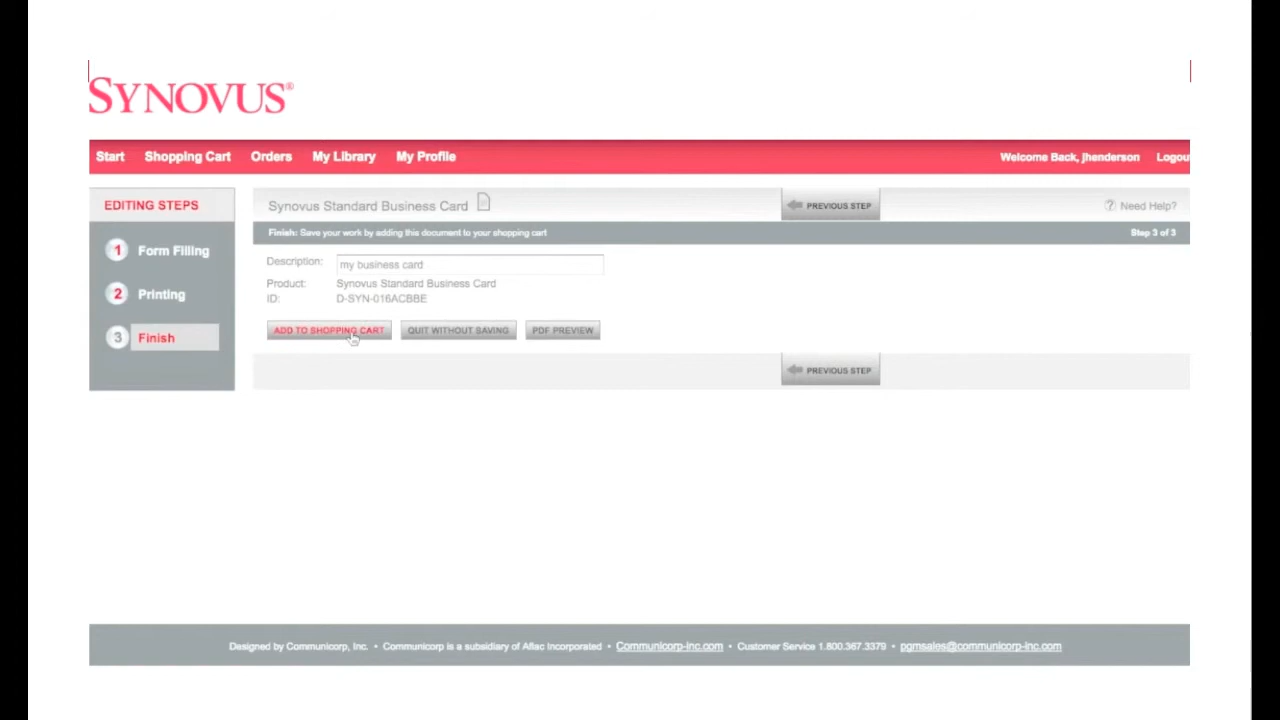 SYNOVUS®
Start Shopping Cart Orders My Library My Profile Welcome Back, jhenderson Logou
EDITING STEPS
1 Form Filling
2 Printing
3 Finish
Synovus Standard Business Card PREVIOUS STEP ? Need Help?
Finish: Save your work by adding this document to your shopping cart Step 3 of 3
Description: my business card
Product: Synovus Standard Business Card
ID: D-SYN-016ACBBE
ADD TO SHOPPING CART QUIT WITHOUT SAVING PDF PREVIEW
PREVIOUS STEP
Designed by Communicorp, Inc. • Communicorp is a subsidiary of Aflac Incorporated • Communicorp-inc.com • Customer Service 1.800.367.3379 • pgmsales@communicorp-inc.com